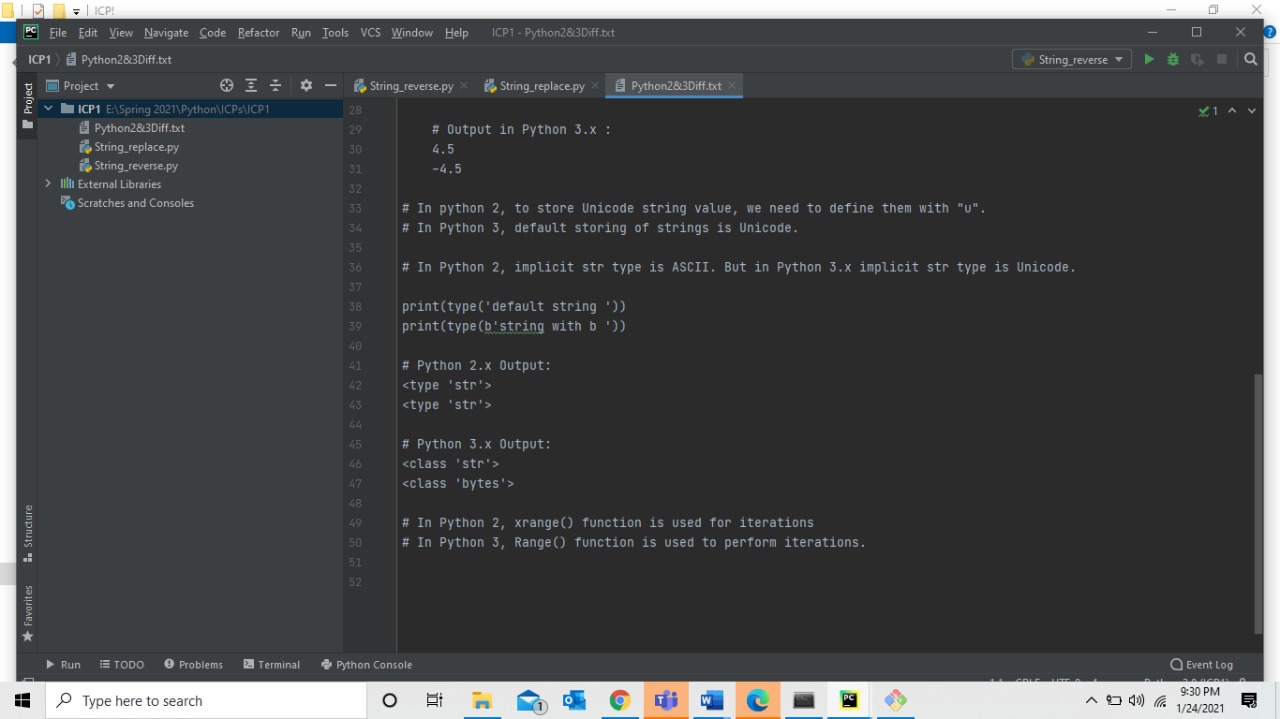 ICP!
File Edit View Navigate Code Refactor Run Tools VCS Window Help ICP1 - Python2&3Diff.txt
ICP1 Python2&3Diff.txt String_reverse
Project Project String_reverse.py String_replace.py Python2&3Diff.txt
ICP1 E:\Spring 2021\Python\ICPs\ICP1
Python2&3Diff.txt
String_replace.py
String_reverse.py
External Libraries
Scratches and Consoles
1
28
29 # Output in Python 3.x :
30 4.5
31 -4.5
32
33 # In python 2, to store Unicode string value, we need to define them with "u".
34 # In Python 3, default storing of strings is Unicode.
35
36 # In Python 2, implicit str type is ASCII. But in Python 3.x implicit str type is Unicode.
37
38 print(type('default string '))
39 print(type(b'string with b '))
40
41 # Python 2.x Output:
42 <type 'str'>
43 <type 'str'>
44
45 # Python 3.x Output:
46 <class 'str'>
47 <class 'bytes'>
48
49 # In Python 2, xrange() function is used for iterations
50 # In Python 3, Range() function is used to perform iterations.
51
52
Structure
Favorites
Run TODO Problems Terminal Python Console Event Log
Type here to search
1
9:30 PM
1/24/2021